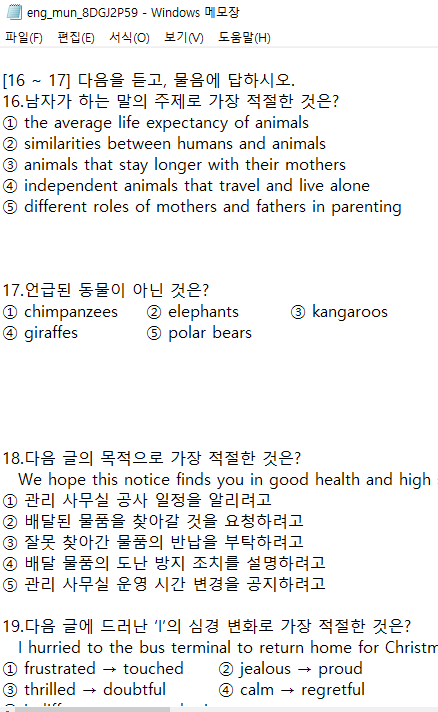 eng_mun_8DGJ2P59 - Windows 메모장
파일(F) 편집(E) 서식(O) 보기(V) 도움말(H)
[16 ~ 17] 다음을 듣고, 물음에 답하시오.
16.남자가 하는 말의 주제로 가장 적절한 것은?
① the average life expectancy of animals
② similarities between humans and animals
③ animals that stay longer with their mothers
④ independent animals that travel and live alone
⑤ different roles of mothers and fathers in parenting
17.언급된 동물이 아닌 것은?
① chimpanzees ② elephants ③ kangaroos
④ giraffes ⑤ polar bears
18.다음 글의 목적으로 가장 적절한 것은?
We hope this notice finds you in good health and high
① 관리 사무실 공사 일정을 알리려고
② 배달된 물품을 찾아갈 것을 요청하려고
③ 잘못 찾아간 물품의 반납을 부탁하려고
④ 배달 물품의 도난 방지 조치를 설명하려고
⑤ 관리 사무실 운영 시간 변경을 공지하려고
19.다음 글에 드러난 ‘I’의 심경 변화로 가장 적절한 것은?
I hurried to the bus terminal to return home for Christm
① frustrated → touched ② jealous → proud
③ thrilled → doubtful ④ calm → regretful